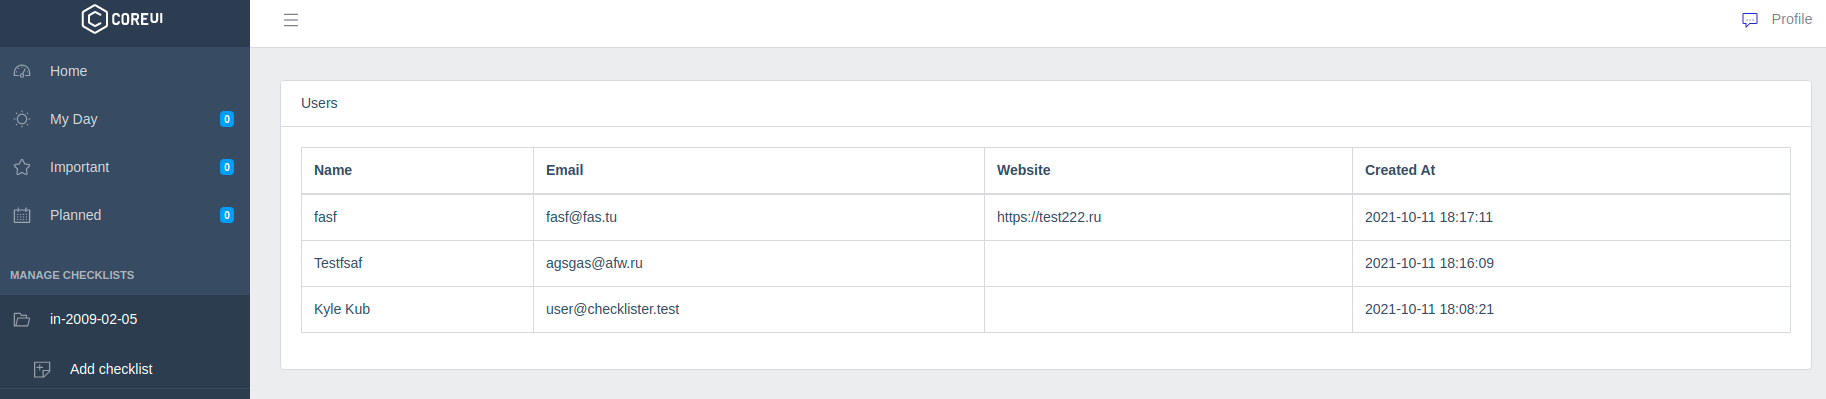 COREUI
Profile
Home
My Day 0
Important 0
Planned 0
MANAGE CHECKLISTS
in-2009-02-05
Add checklist
Users
Name Email Website Created At
fasf fasf@fas.tu https://test222.ru 2021-10-11 18:17:11
Testfsaf agsgas@afw.ru 2021-10-11 18:16:09
Kyle Kub user@checklister.test 2021-10-11 18:08:21